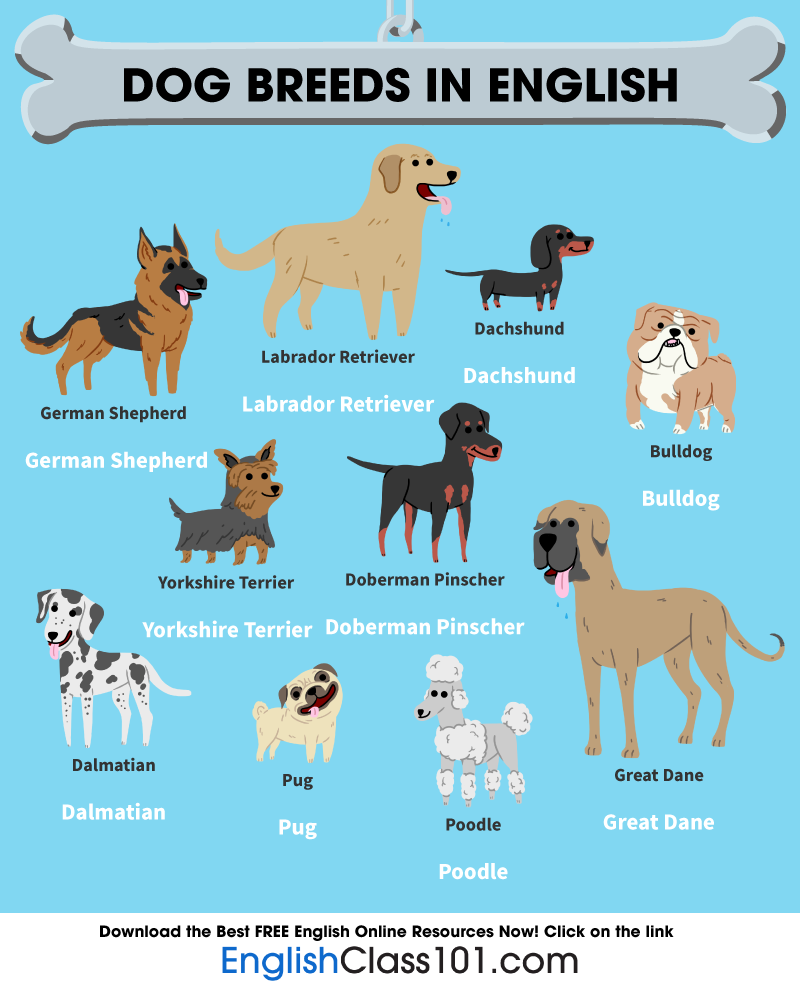 DOG BREEDS IN ENGLISH
Labrador Retriever
Labrador Retriever
Dachshund
Dachshund
German Shepherd
German Shepherd
Bulldog
Bulldog
Yorkshire Terrier
Yorkshire Terrier
Doberman Pinscher
Doberman Pinscher
Dalmatian
Dalmatian
Pug
Pug
Poodle
Poodle
Great Dane
Great Dane
Download the Best FREE English Online Resources Now! Click on the link
EnglishClass101.com